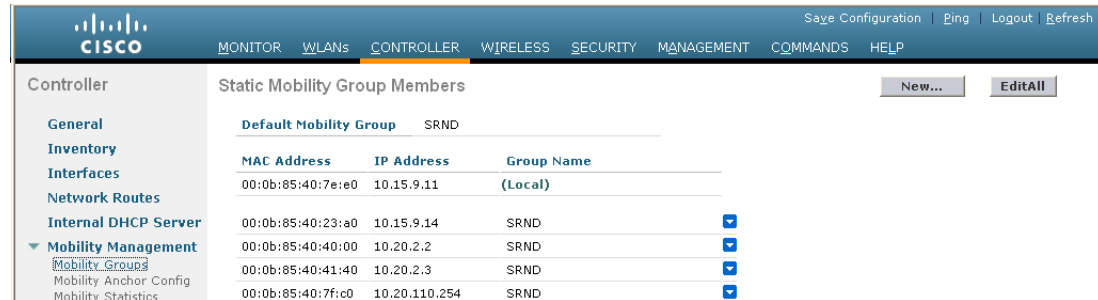 Save Configuration | Ping | Logout | Refresh
CISCO
MONITOR WLANs CONTROLLER WIRELESS SECURITY MANAGEMENT COMMANDS HELP
Controller
General
Inventory
Interfaces
Network Routes
Internal DHCP Server
Mobility Management
Mobility Groups
Mobility Anchor Config
Mobility Statistics
Static Mobility Group Members
New...
EditAll
Default Mobility Group SRND
MAC Address IP Address Group Name
00:0b:85:40:7e:e0 10.15.9.11 (Local)
00:0b:85:40:23:a0 10.15.9.14 SRND
00:0b:85:40:40:00 10.20.2.2 SRND
00:0b:85:40:41:40 10.20.2.3 SRND
00:0b:85:40:7f:c0 10.20.110.254 SRND